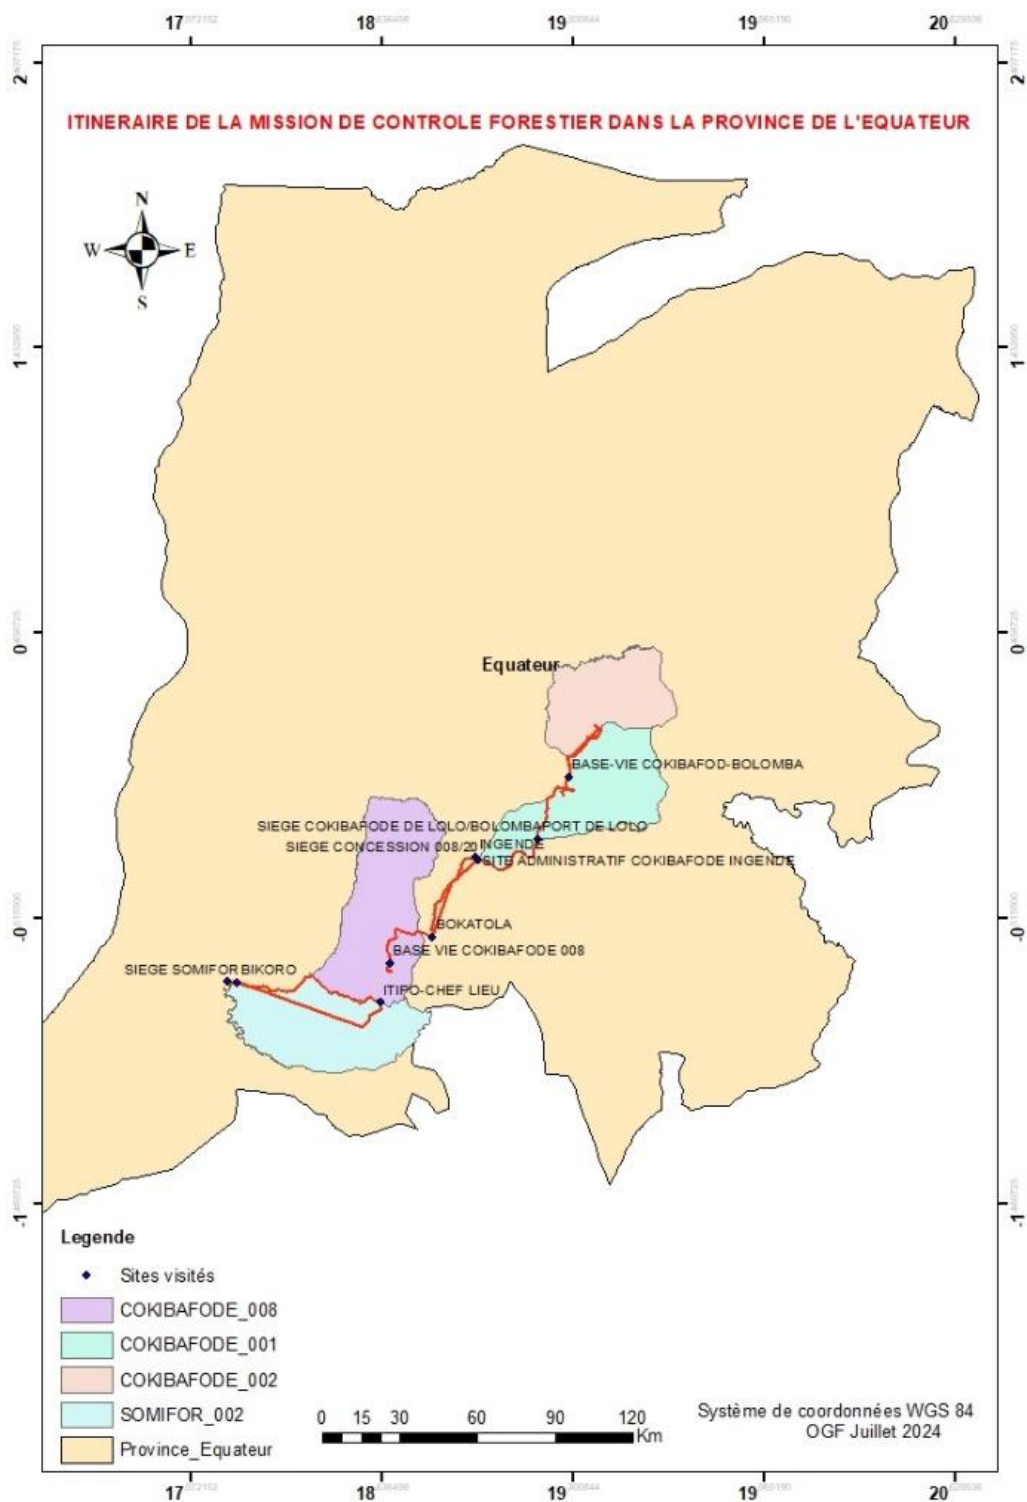 17 18 19 19 20
2 2
ITINERAIRE DE LA MISSION DE CONTROLE FORESTIER DANS LA PROVINCE DE L'EQUATEUR
N
W E
S
1 1
0 0
Equateur
BASE-VIE COKIBAFOD-BOLOMBA
SIEGE COKIBAFODE DE LOLO/BOLOMBAPORT DE LOLO
SIEGE CONCESSION 008/20 INGENDE
SITE ADMINISTRATIF COKIBAFODE INGENDE
-0 -0
BOKATOLA
BASE VIE COKIBAFODE 008
SIEGE SOMIFOR BIKORO
ITIPO-CHEF LIEU
-1 -1
Legende
Sites visités
COKIBAFODE_008
COKIBAFODE_001
COKIBAFODE_002
SOMIFOR_002
Province_Equateur
0 15 30 60 90 120
Km
Système de coordonnées WGS 84
OGF Juillet 2024
17 18 19 19 20